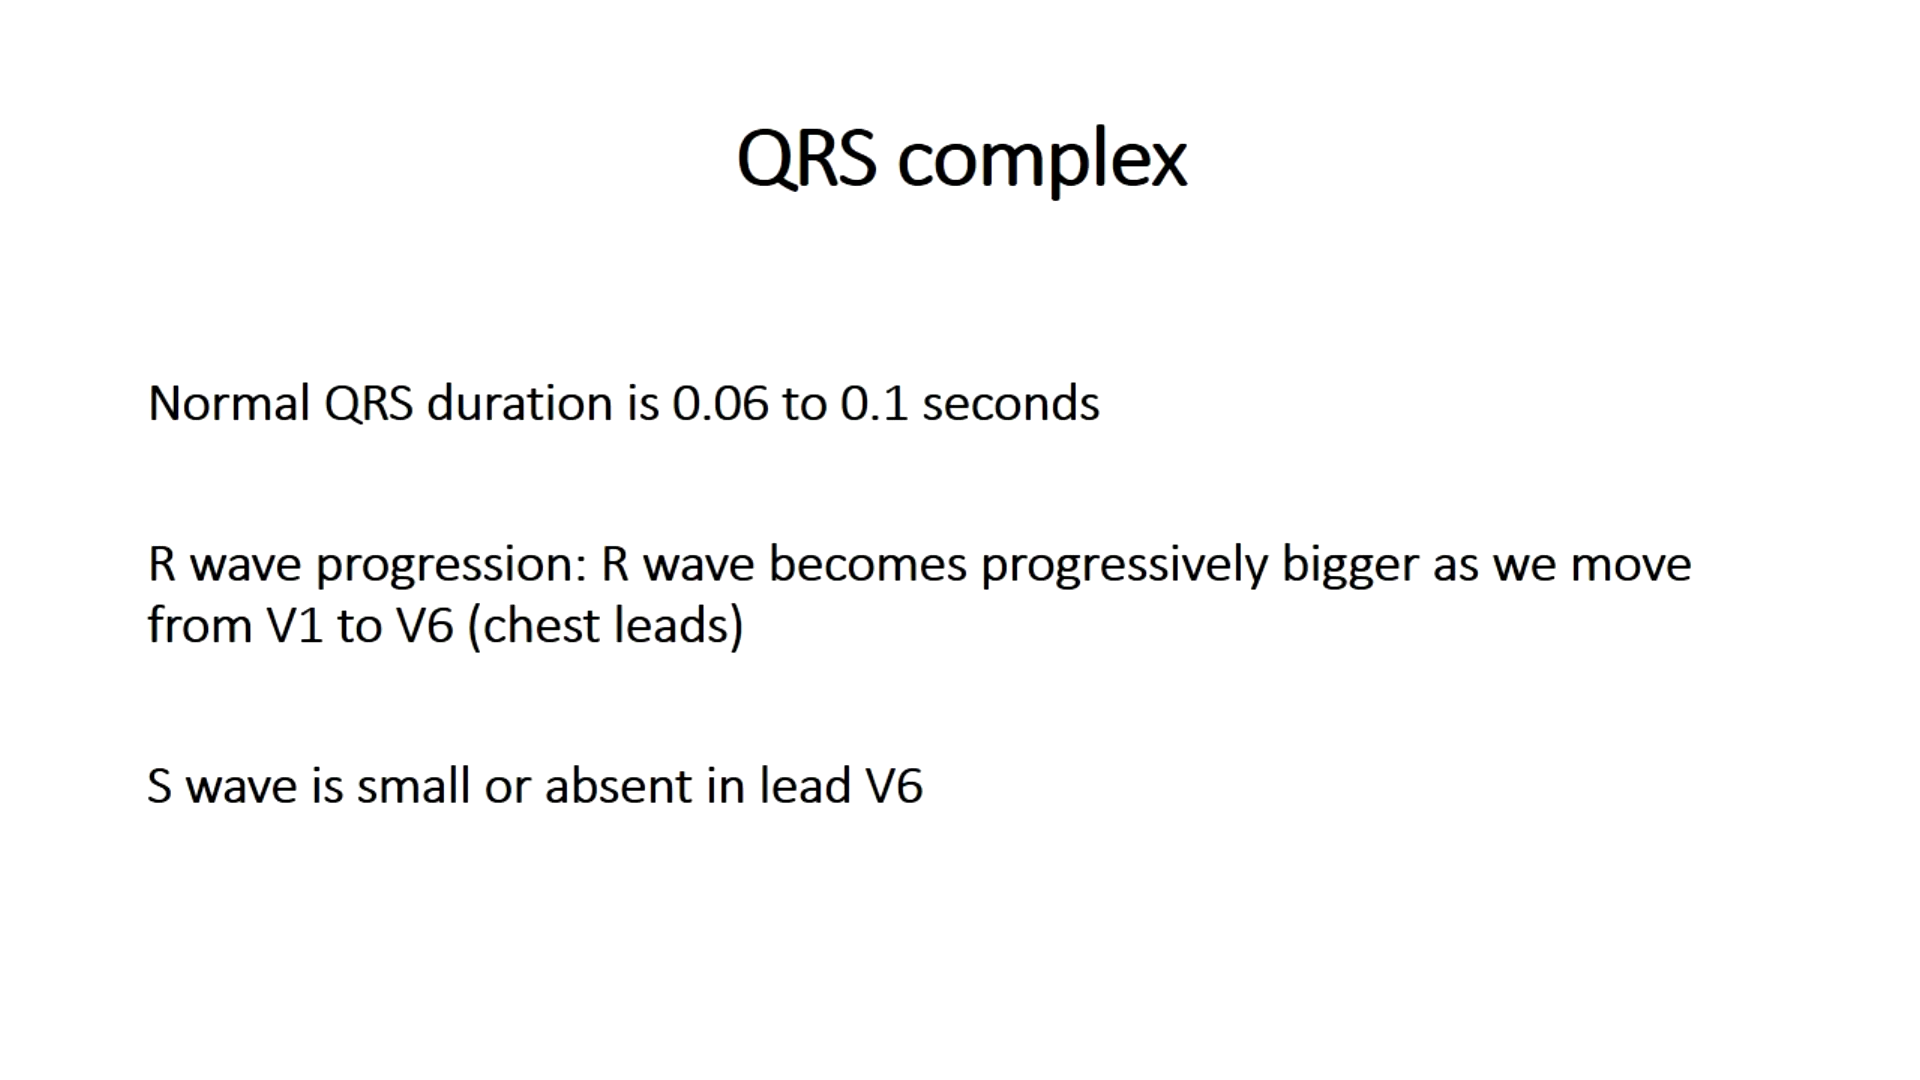 QRS complex
Normal QRS duration is 0.06 to 0.1 seconds
R wave progression: R wave becomes progressively bigger as we move
from V1 to V6 (chest leads)
S wave is small or absent in lead V6